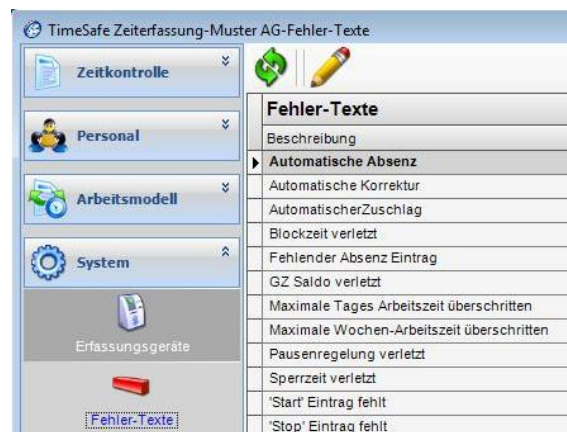 TimeSafe Zeiterfassung-Muster AG-Fehler-Texte
Zeitkontrolle
Personal
Arbeitsmodell
System
Erfassungsgeräte
Fehler-Texte
Fehler-Texte
Beschreibung
Automatische Absenz
Automatische Korrektur
AutomatischerZuschlag
Blockzeit verletzt
Fehlender Absenz Eintrag
GZ Saldo verletzt
Maximale Tages Arbeitszeit überschritten
Maximale Wochen-Arbeitszeit überschritten
Pausenregelung verletzt
Sperrzeit verletzt
'Start' Eintrag fehlt
'Stop' Eintrag fehlt